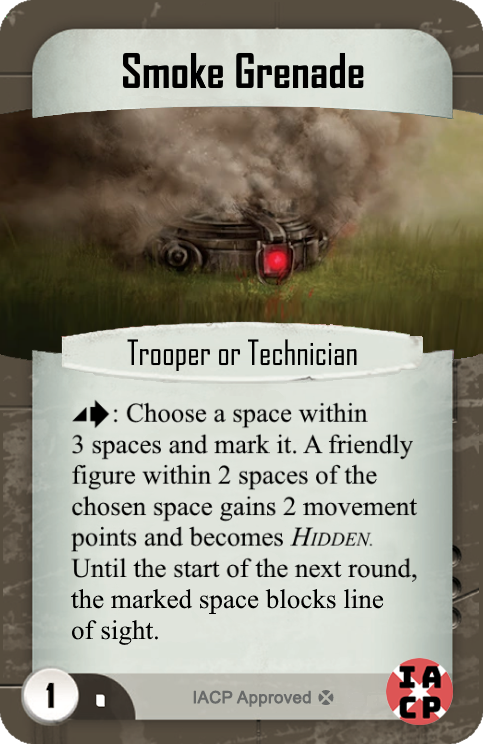 Smoke Grenade
Trooper or Technician
: Choose a space within
3 spaces and mark it. A friendly
figure within 2 spaces of the
chosen space gains 2 movement
points and becomes HIDDEN.
Until the start of the next round,
the marked space blocks line
of sight.
1
IACP Approved
IA
CP